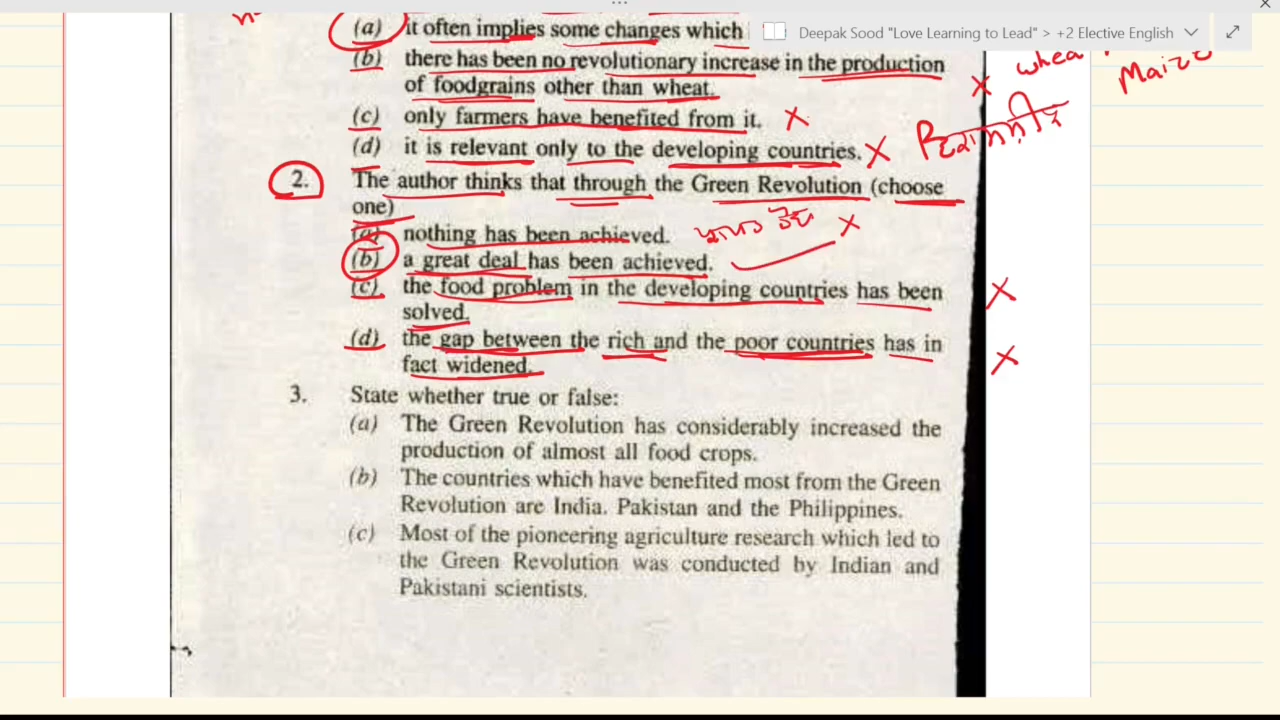 Deepak Sood "Love Learning to Lead" > +2 Elective English
(a) it often implies some changes which
(b) there has been no revolutionary increase in the production
of foodgrains other than wheat.
(c) only farmers have benefited from it.
(d) it is relevant only to the developing countries.
Maize
2. The author thinks that through the Green Revolution (choose
one)
(a) nothing has been achieved.
(b) a great deal has been achieved.
(c) the food problem in the developing countries has been
solved.
(d) the gap between the rich and the poor countries has in
fact widened.
3. State whether true or false:
(a) The Green Revolution has considerably increased the
production of almost all food crops.
(b) The countries which have benefited most from the Green
Revolution are India. Pakistan and the Philippines.
(c) Most of the pioneering agriculture research which led to
the Green Revolution was conducted by Indian and
Pakistani scientists.